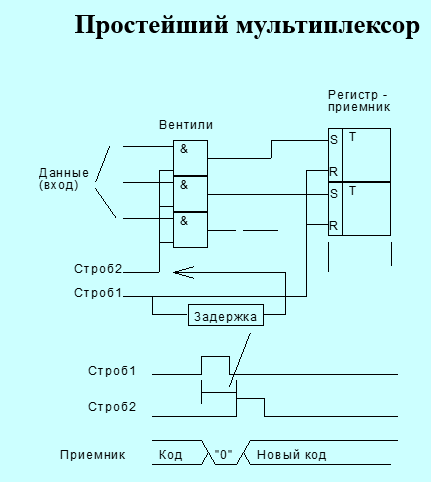 Простейший мультиплексор
Регистр -
приемник
Вентили
&
S T
Данные
(вход)
R
&
S T
&
R
Строб2
Строб1
Задержка
Строб1
Строб2
Приемник
Код
"0"
Новый код